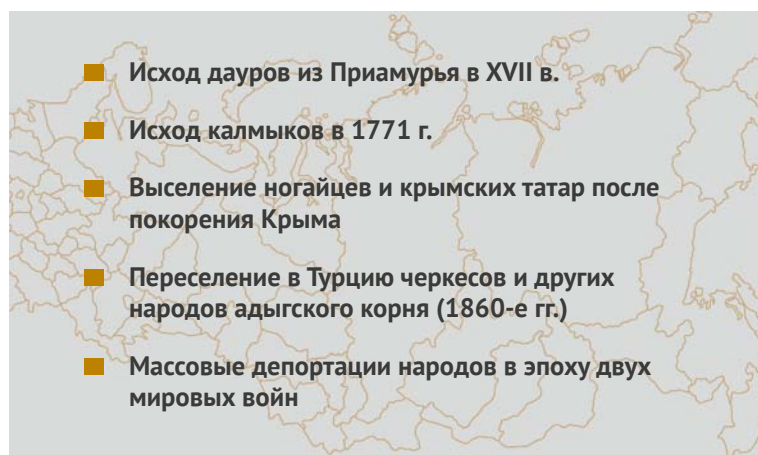 Исход дауров из Приамурья в XVII в.
Исход калмыков в 1771 г.
Выселение ногайцев и крымских татар после
покорения Крыма
Переселение в Турцию черкесов и других
народов адыгского корня (1860-е гг.)
Массовые депортации народов в эпоху двух
мировых войн